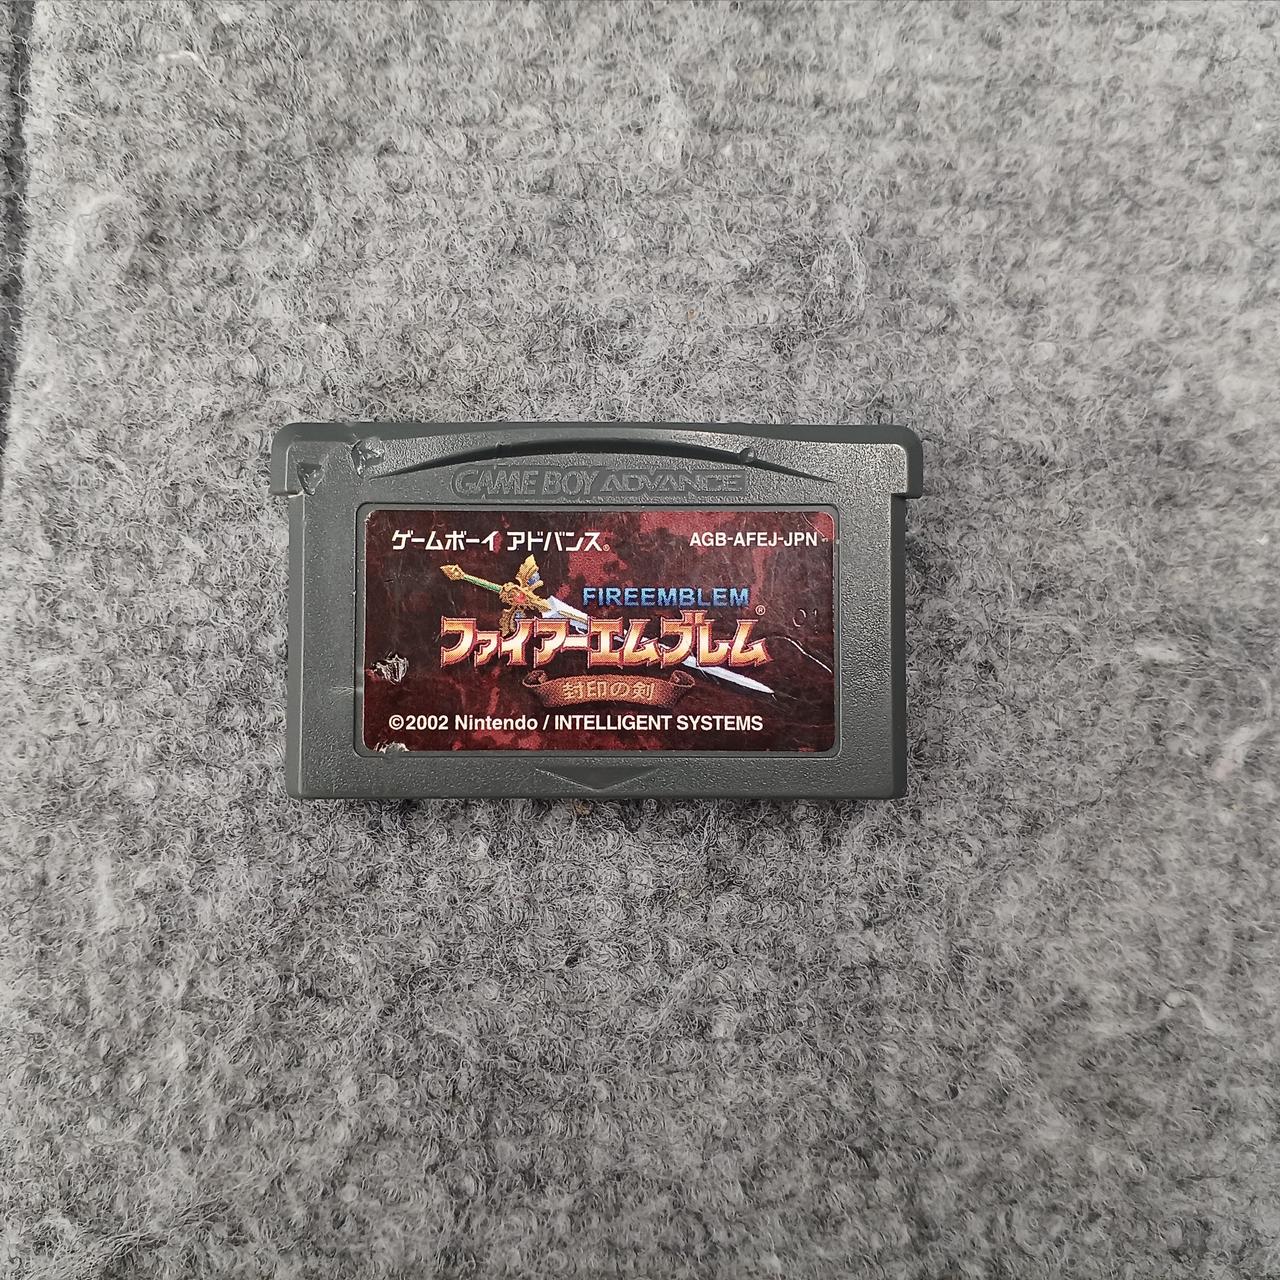 GAME BOY ADVANCE
ゲームボーイ アドバンス®
AGB-AFEJ-JPN
FIREEMBLEM
ファイアーエムブレム®
封印の剣
©2002 Nintendo / INTELLIGENT SYSTEMS